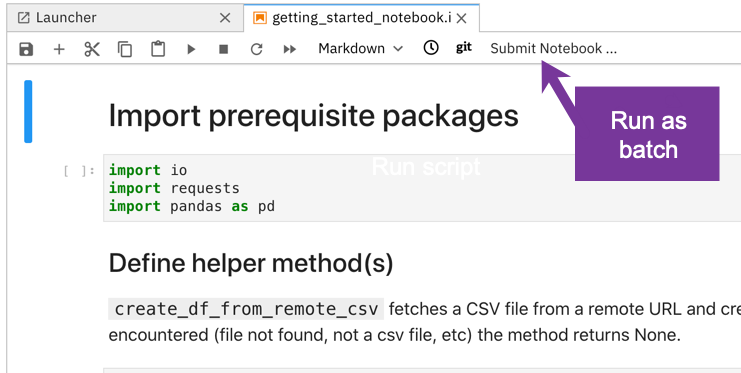 Launcher
getting_started_notebook.i
Markdown
git
Submit Notebook ...
Run as
batch
Import prerequisite packages
[ ]:
import io
Run script
import requests
import pandas as pd
Define helper method(s)
create_df_from_remote_csv fetches a CSV file from a remote URL and cre
encountered (file not found, not a csv file, etc) the method returns None.